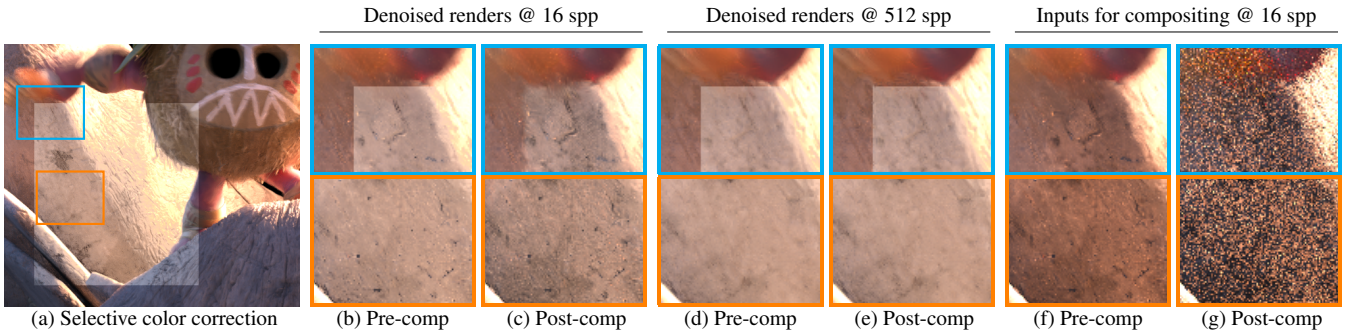 Denoised renders @ 16 spp
Denoised renders @ 512 spp
Inputs for compositing @ 16 spp
(a) Selective color correction
(b) Pre-comp
(c) Post-comp
(d) Pre-comp
(e) Post-comp
(f) Pre-comp
(g) Post-comp